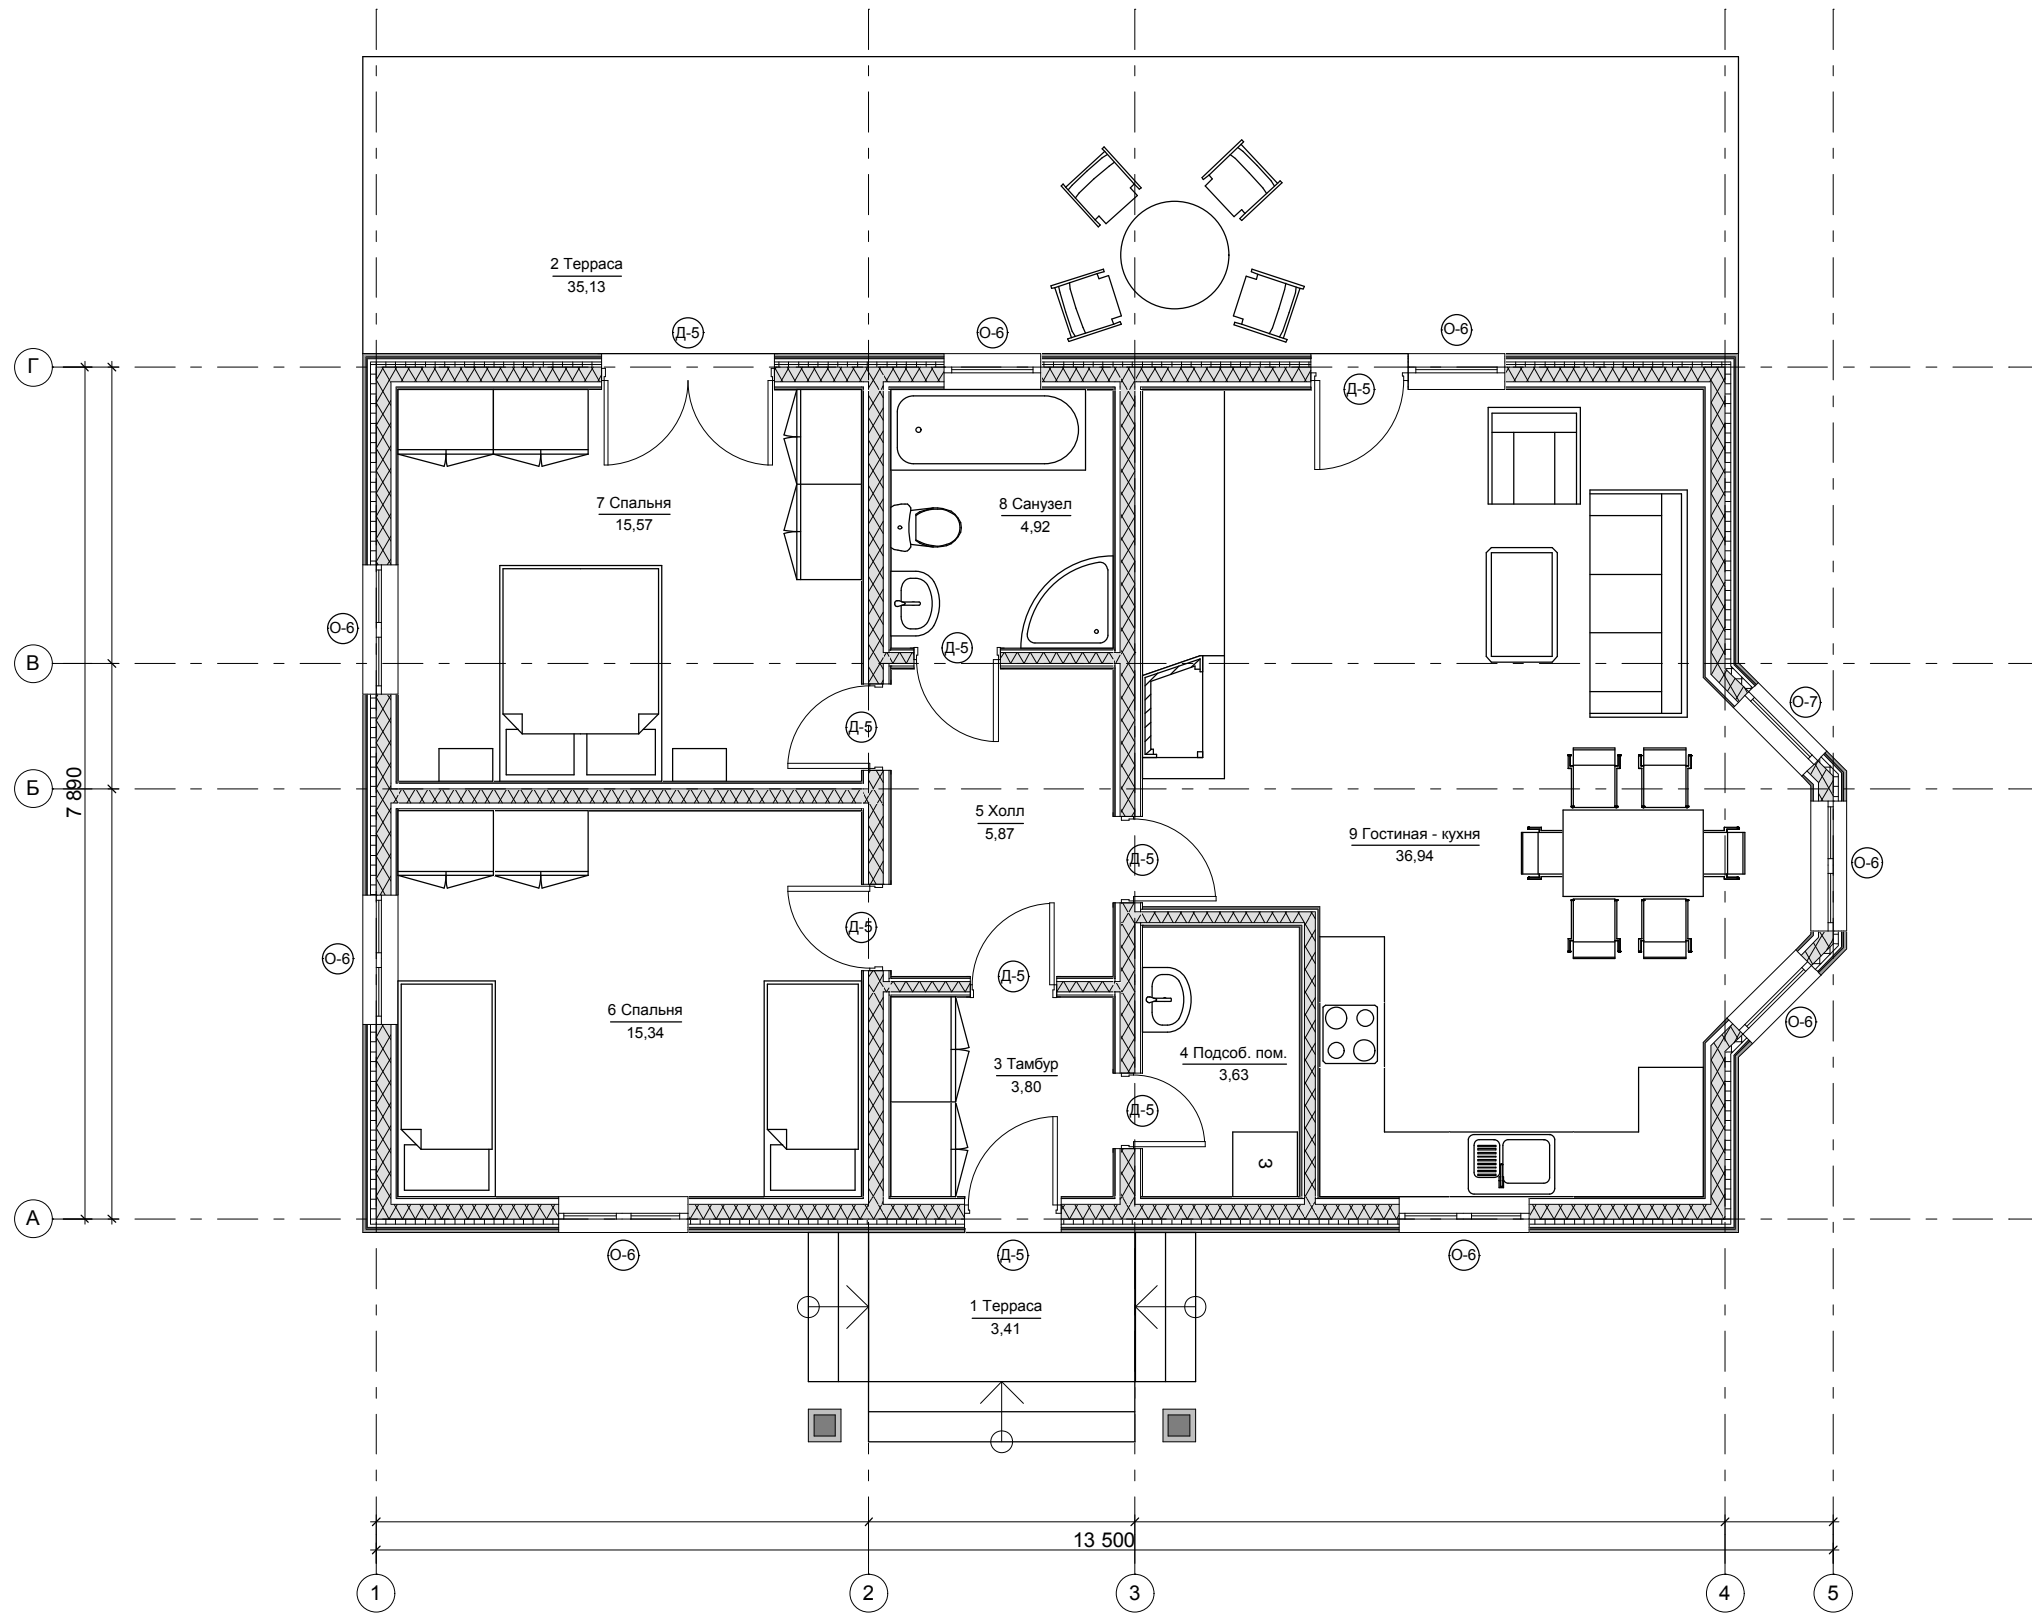 2 Терраса
35,13
Д-5
О-6
О-6
Г
Д-5
7 Спальня
15,57
8 Санузел
4,92
О-6
Д-5
В
О-7
Д-5
Б
7 890
5 Холл
5,87
9 Гостиная - кухня
36,94
Д-5
О-6
Д-5
О-6
Д-5
6 Спальня
15,34
О-6
3 Тамбур
3,80
4 Подсоб. пом.
3,63
Д-5
З
А
О-6
Д-5
О-6
1 Терраса
3,41
13 500
1
2
3
4
5